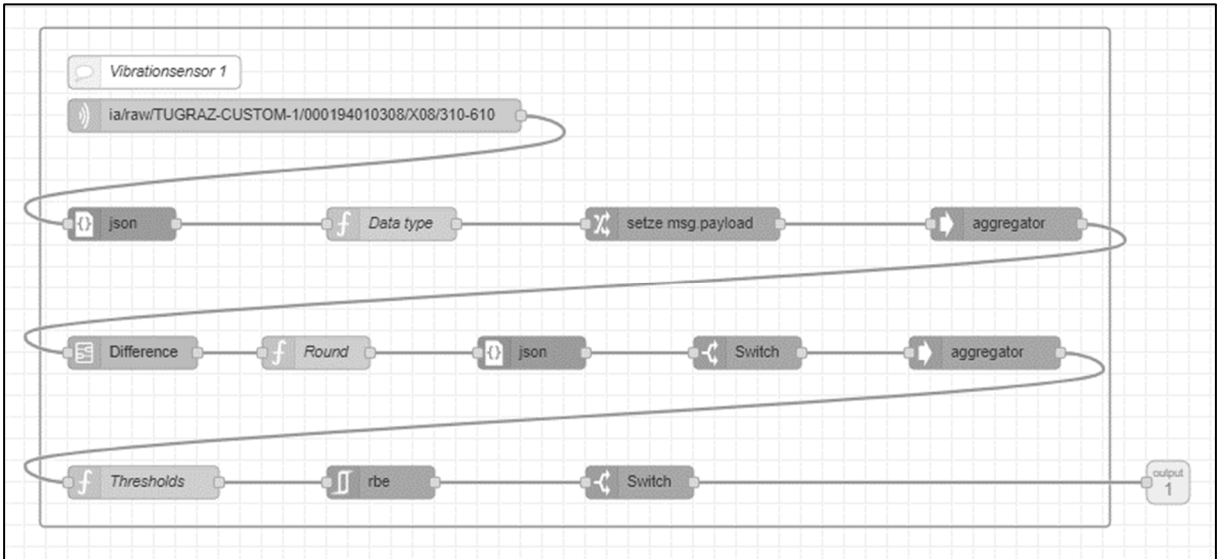 Vibrationsensor 1
ia/raw/TUGRAZ-CUSTOM-1/000194010308/X08/310-610
json
Data type
setze msg.payload
aggregator
Difference
Round
json
Switch
aggregator
Thresholds
rbe
Switch
output
1